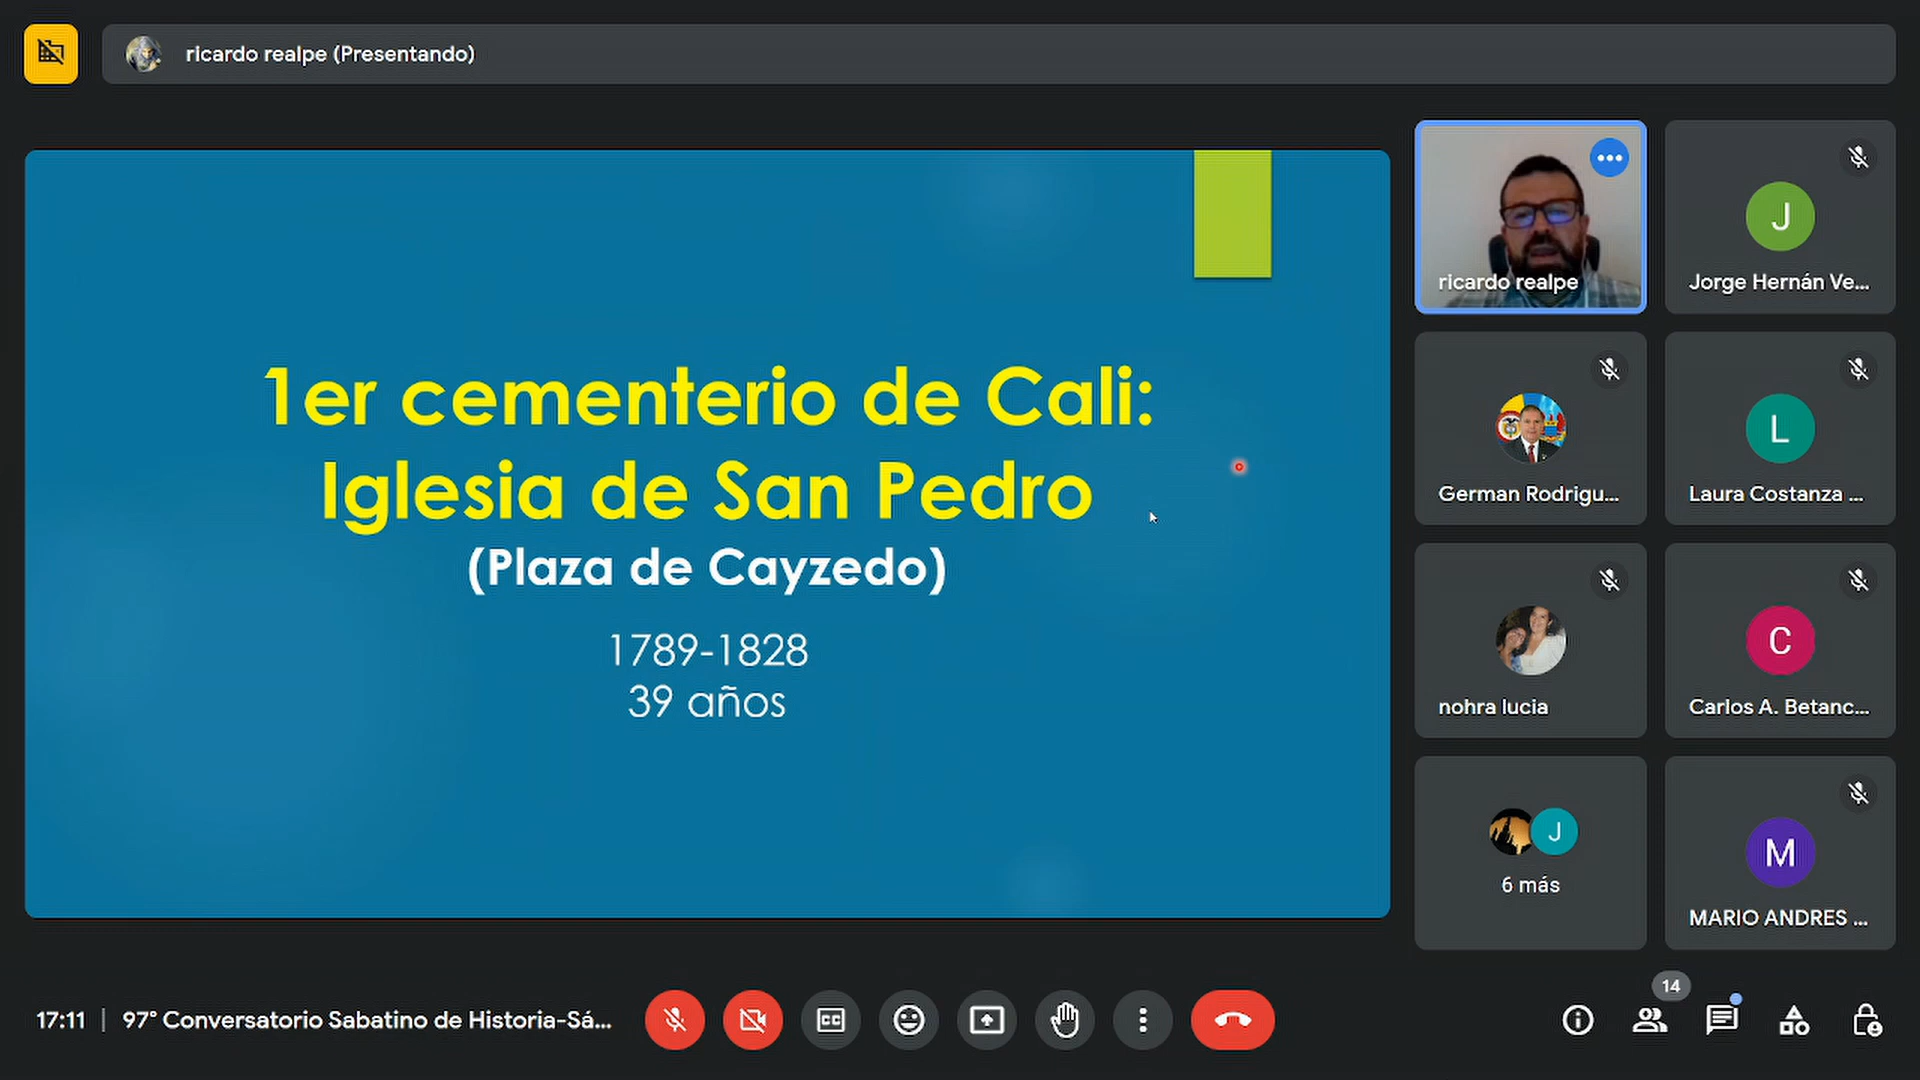 ricardo realpe (Presentando)
1er cementerio de Cali:
Iglesia de San Pedro
(Plaza de Cayzedo)
1789-1828
39 años
ricardo realpe
J
Jorge Hernán Ve...
German Rodrigu...
L
Laura Costanza ...
nohra lucia
C
Carlos A. Betanc...
J
6 más
M
MARIO ANDRES ...
17:11 | 97° Conversatorio Sabatino de Historia-Sá...
CC
14